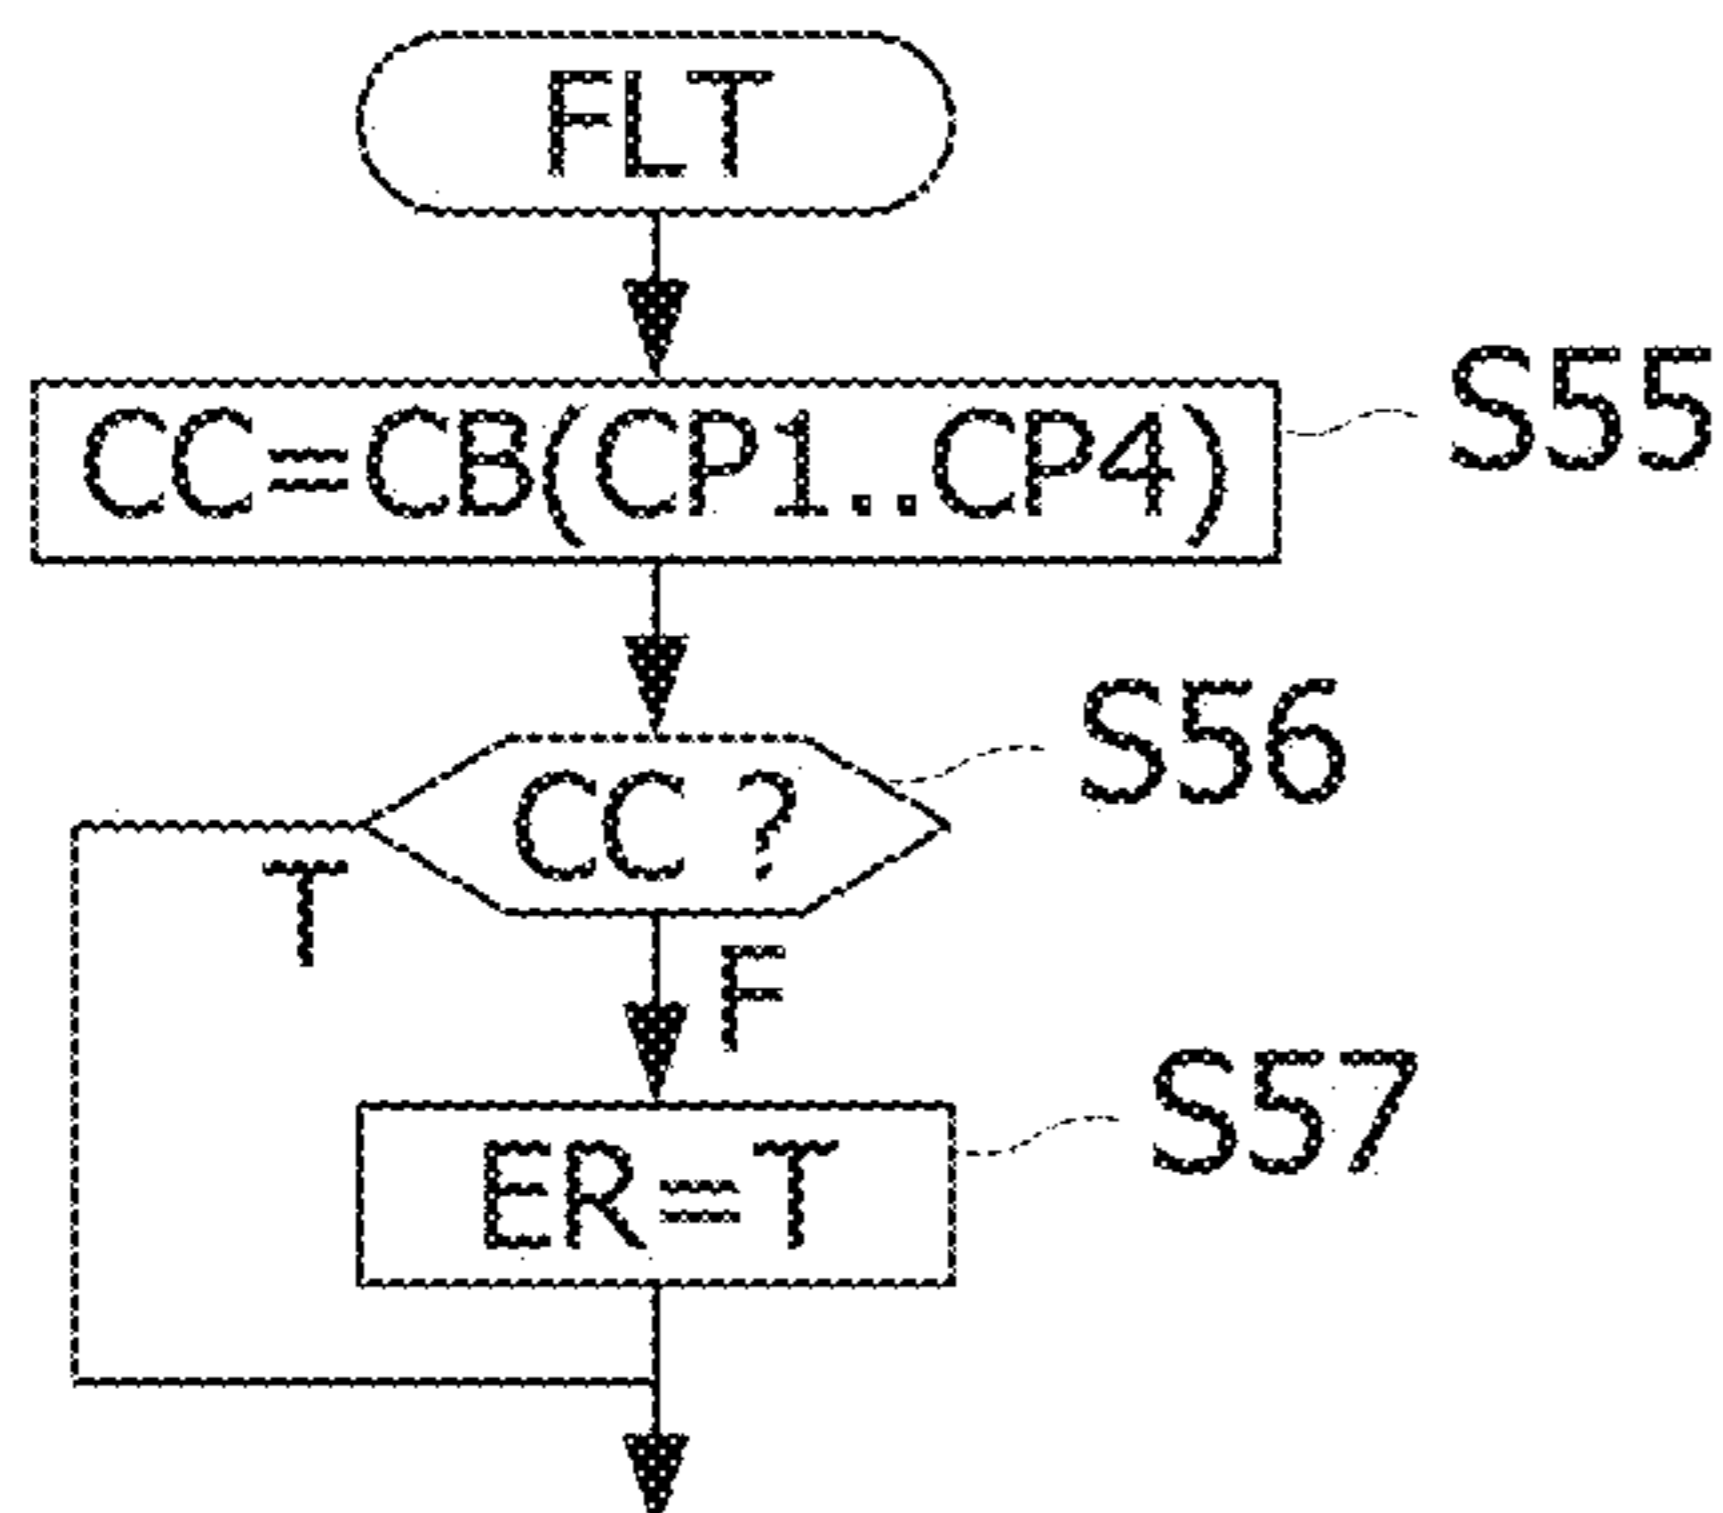 FLT
CC=CB(CP1..CP4)
S55
CC ?
S56
T
F
ER=T
S57